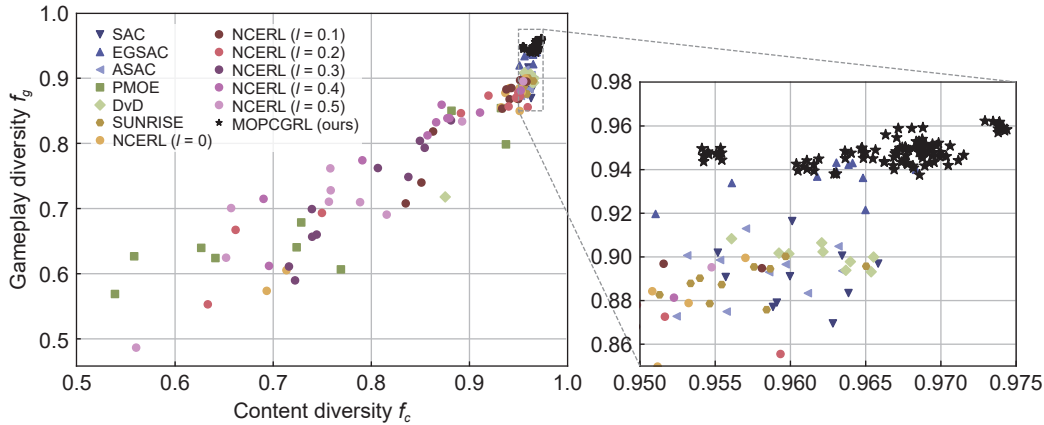 1.0
0.9
0.8
0.7
0.6
0.5
Gameplay diversity f_g
SAC
EGSAC
ASAC
PMOE
DvD
SUNRISE
NCERL (l = 0)
NCERL (l = 0.1)
NCERL (l = 0.2)
NCERL (l = 0.3)
NCERL (l = 0.4)
NCERL (l = 0.5)
MOPCGRL (ours)
0.5 0.6 0.7 0.8 0.9 1.0
Content diversity f_c
0.98
0.96
0.94
0.92
0.90
0.88
0.86
0.950 0.955 0.960 0.965 0.970 0.975